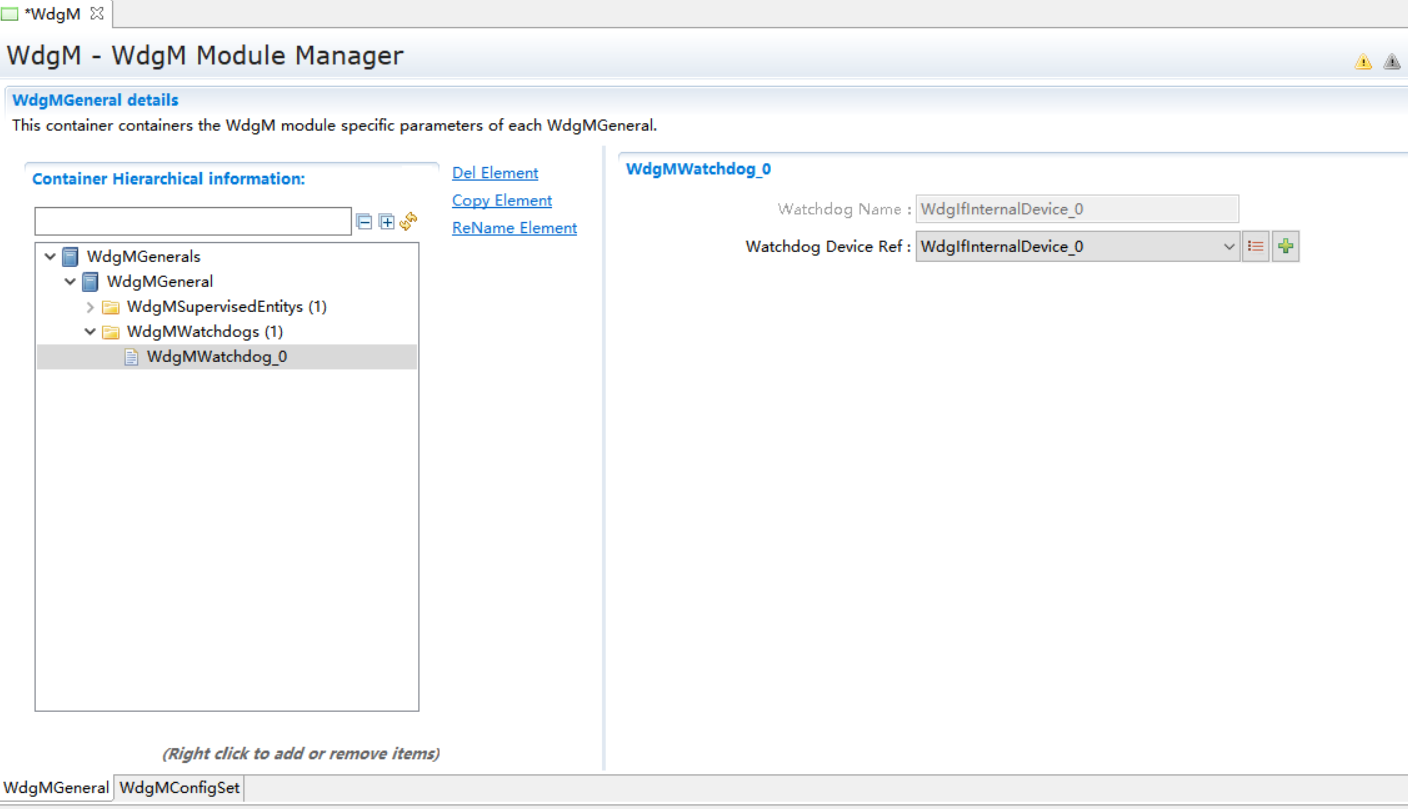 *WdgM
WdgM - WdgM Module Manager
WdgMGeneral details
This container containers the WdgM module specific parameters of each WdgMGeneral.
Container Hierarchical information:
Del Element
Copy Element
ReName Element
WdgMGenerals
WdgMGeneral
WdgMSupervisedEntitys (1)
WdgMWatchdogs (1)
WdgMWatchdog_0
(Right click to add or remove items)
WdgMWatchdog_0
Watchdog Name : WdgIfInternalDevice_0
Watchdog Device Ref : WdgIfInternalDevice_0
WdgMGeneral WdgMConfigSet